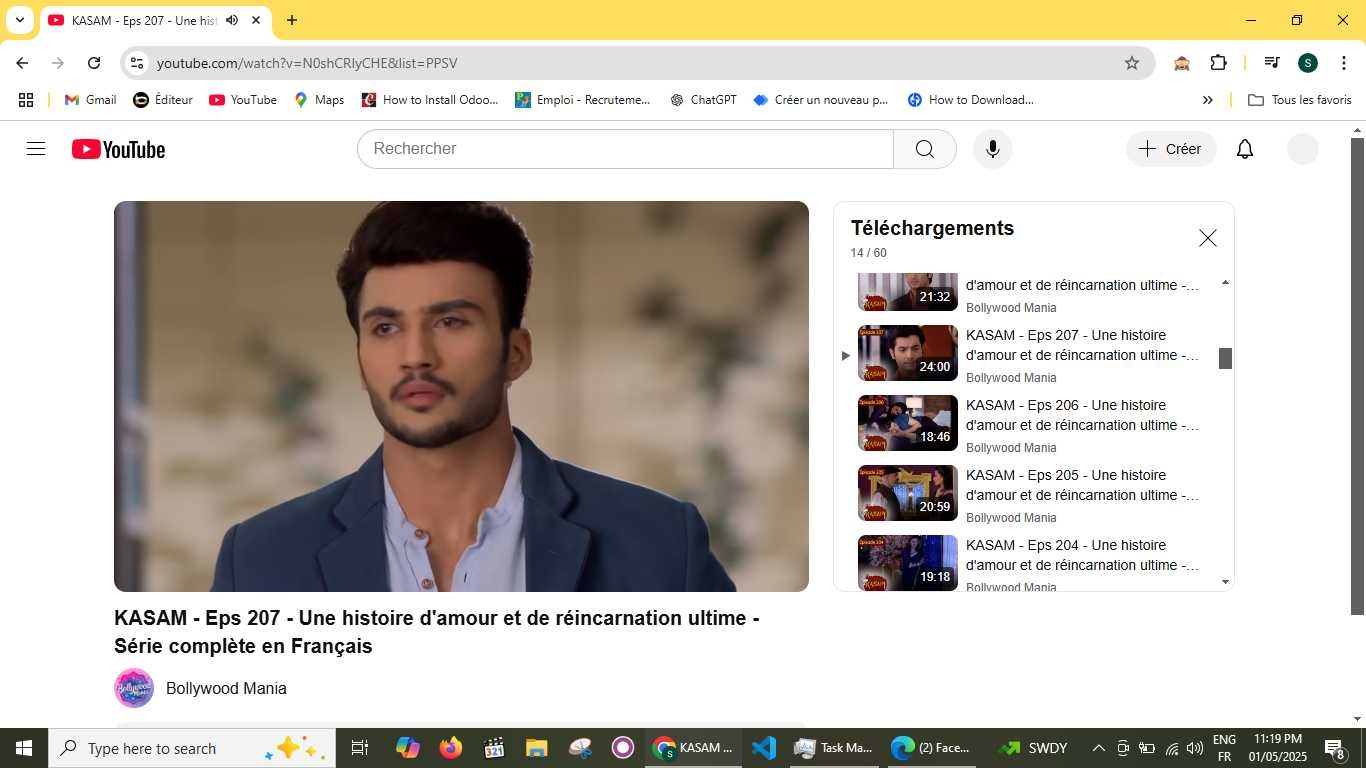 KASAM - Eps 207 - Une hist
youtube.com/watch?v=N0shCRlyCHE&list=PPSV
S
Gmail
Éditeur
YouTube
Maps
How to Install Odoo...
Emploi - Recruteme...
ChatGPT
Créer un nouveau p...
How to Download...
Tous les favoris
YouTube
Rechercher
Créer
Téléchargements
14 / 60
21:32
d'amour et de réincarnation ultime -...
Bollywood Mania
24:00
KASAM - Eps 207 - Une histoire
d'amour et de réincarnation ultime -...
Bollywood Mania
18:46
KASAM - Eps 206 - Une histoire
d'amour et de réincarnation ultime -...
Bollywood Mania
20:59
KASAM - Eps 205 - Une histoire
d'amour et de réincarnation ultime -...
Bollywood Mania
19:18
KASAM - Eps 204 - Une histoire
d'amour et de réincarnation ultime -...
Bollywood Mania
KASAM - Eps 207 - Une histoire d'amour et de réincarnation ultime -
Série complète en Français
Bollywood Mania
Type here to search
KASAM ...
Task Ma...
(2) Face...
SWDY
ENG
FR
11:19 PM
01/05/2025
8